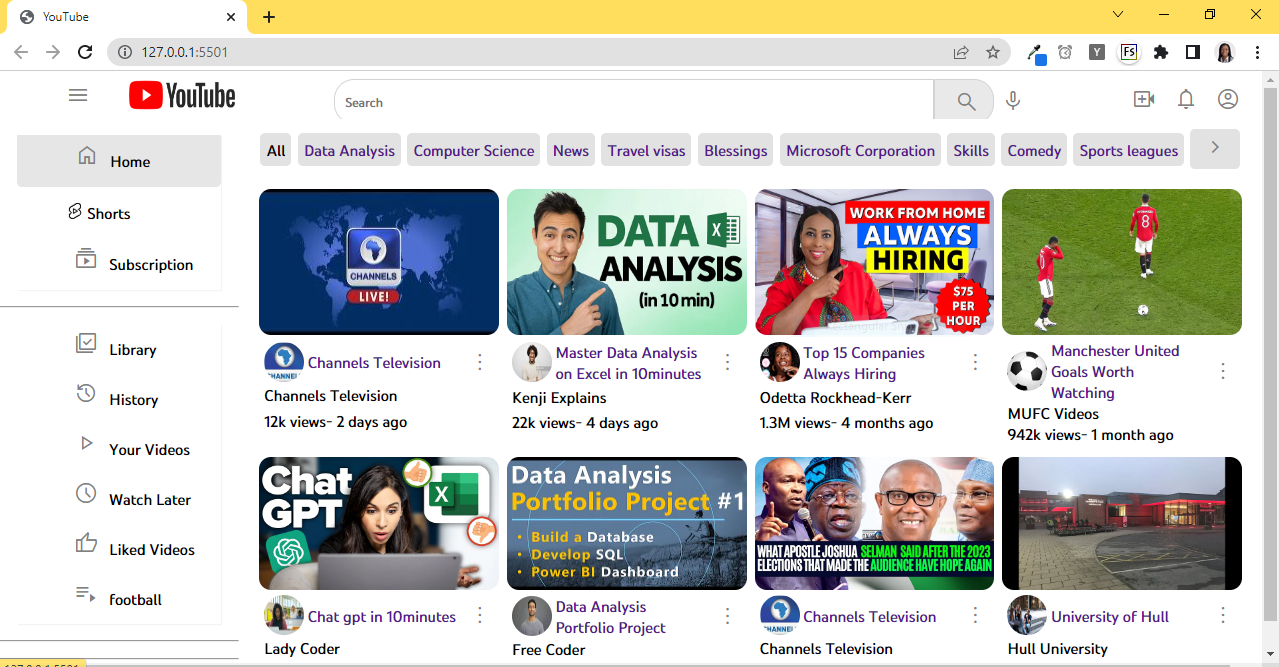 YouTube
127.0.0.1:5501
Y
FS
YouTube
Search
Home
Shorts
Subscription
Library
History
Your Videos
Watch Later
Liked Videos
football
All
Data Analysis
Computer Science
News
Travel visas
Blessings
Microsoft Corporation
Skills
Comedy
Sports leagues
CHANNELS
LIVE!
Channels Television
Channels Television
12k views- 2 days ago
DATA
X
ANALYSIS
(in 10 min)
Master Data Analysis
on Excel in 10minutes
Kenji Explains
22k views- 4 days ago
WORK FROM HOME
ALWAYS
HIRING
$75
PER
HOUR
Top 15 Companies
Always Hiring
Odetta Rockhead-Kerr
1.3M views- 4 months ago
8
Manchester United
Goals Worth
Watching
MUFC Videos
942k views- 1 month ago
Chat
GPT
X
Chat gpt in 10minutes
Lady Coder
Data Analysis
Portfolio Project #1
• Build a Database
• Develop SQL
• Power BI Dashboard
Data Analysis
Portfolio Project
Free Coder
WHAT APOSTLE JOSHUA SELMAN SAID AFTER THE 2023
ELECTIONS THAT MADE THE AUDIENCE HAVE HOPE AGAIN
Channels Television
Channels Television
University of Hull
Hull University
127.0.0.1:5501